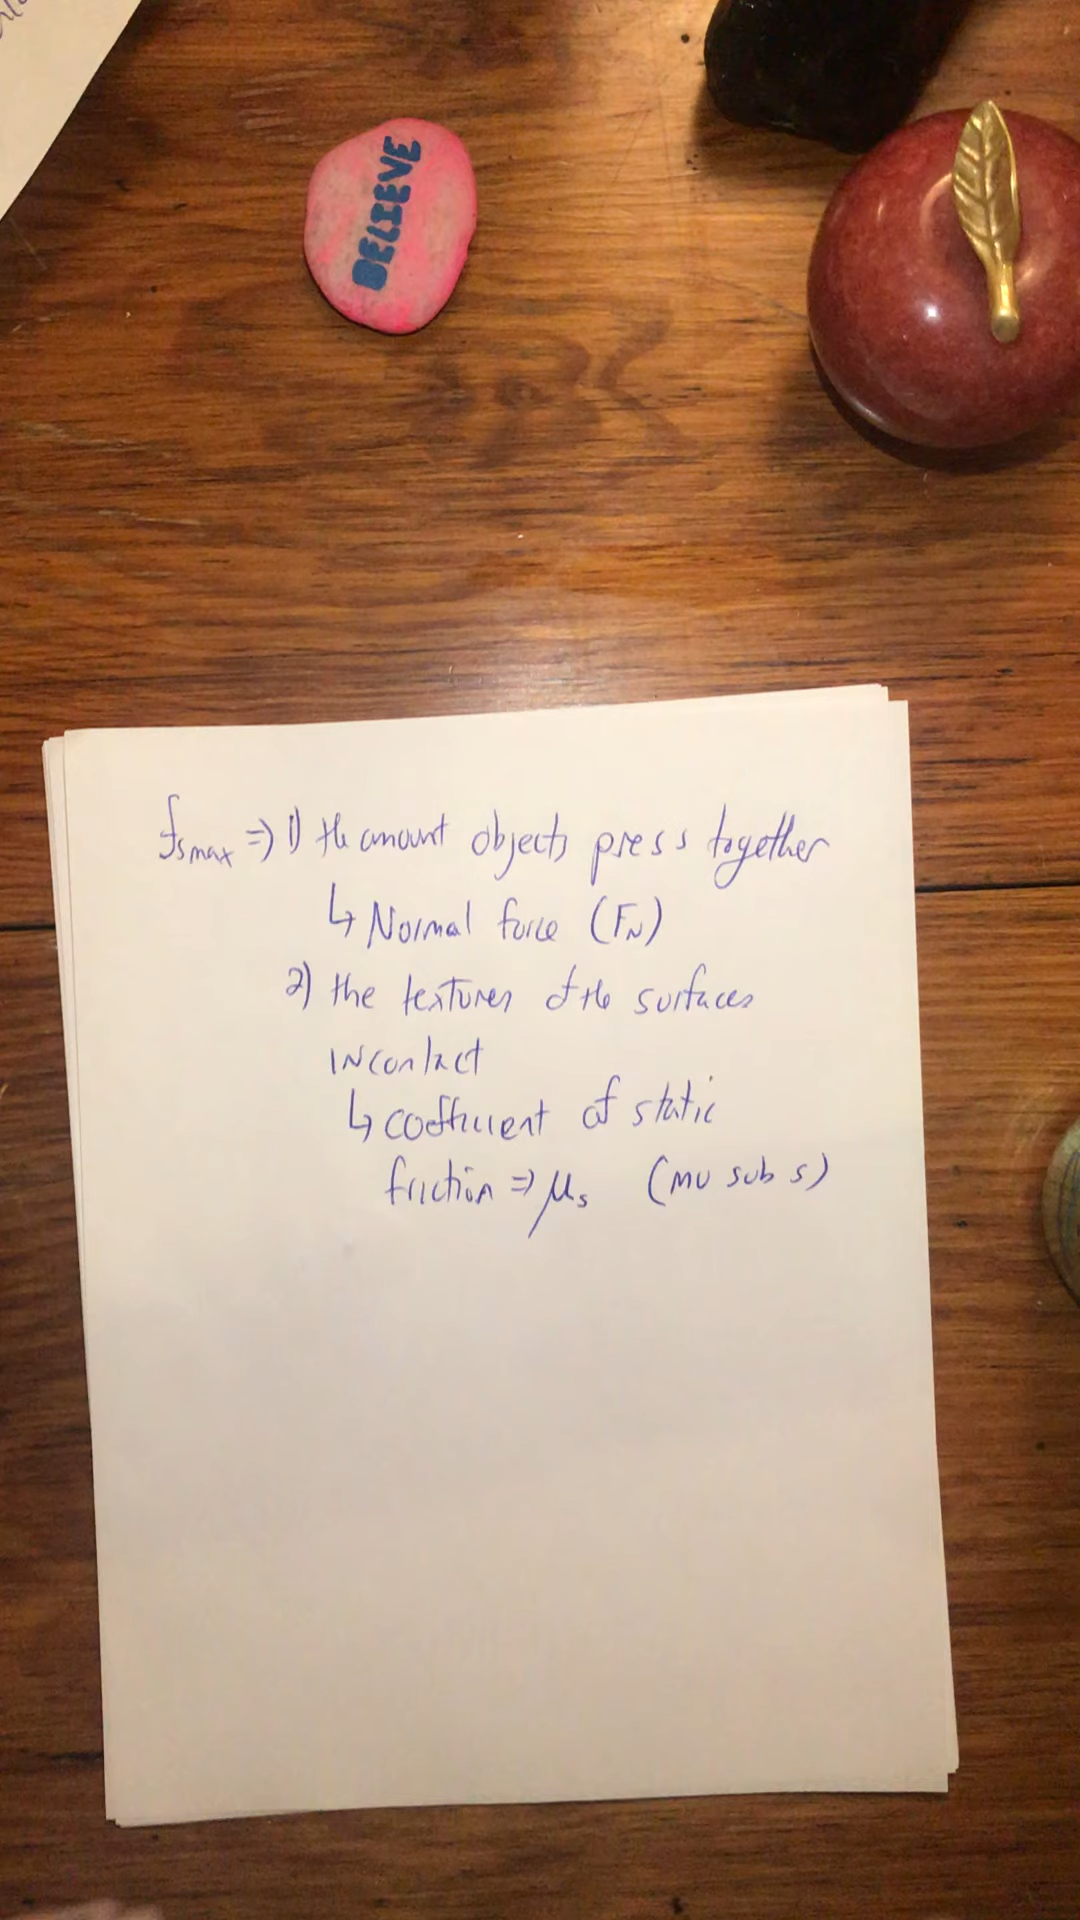 BELIEVE
fsmax => 1) the amount objects press together
↳ Normal force (FN)
2) the textures of the surfaces
in contact
↳ coefficient of static
friction => μs (mu sub s)